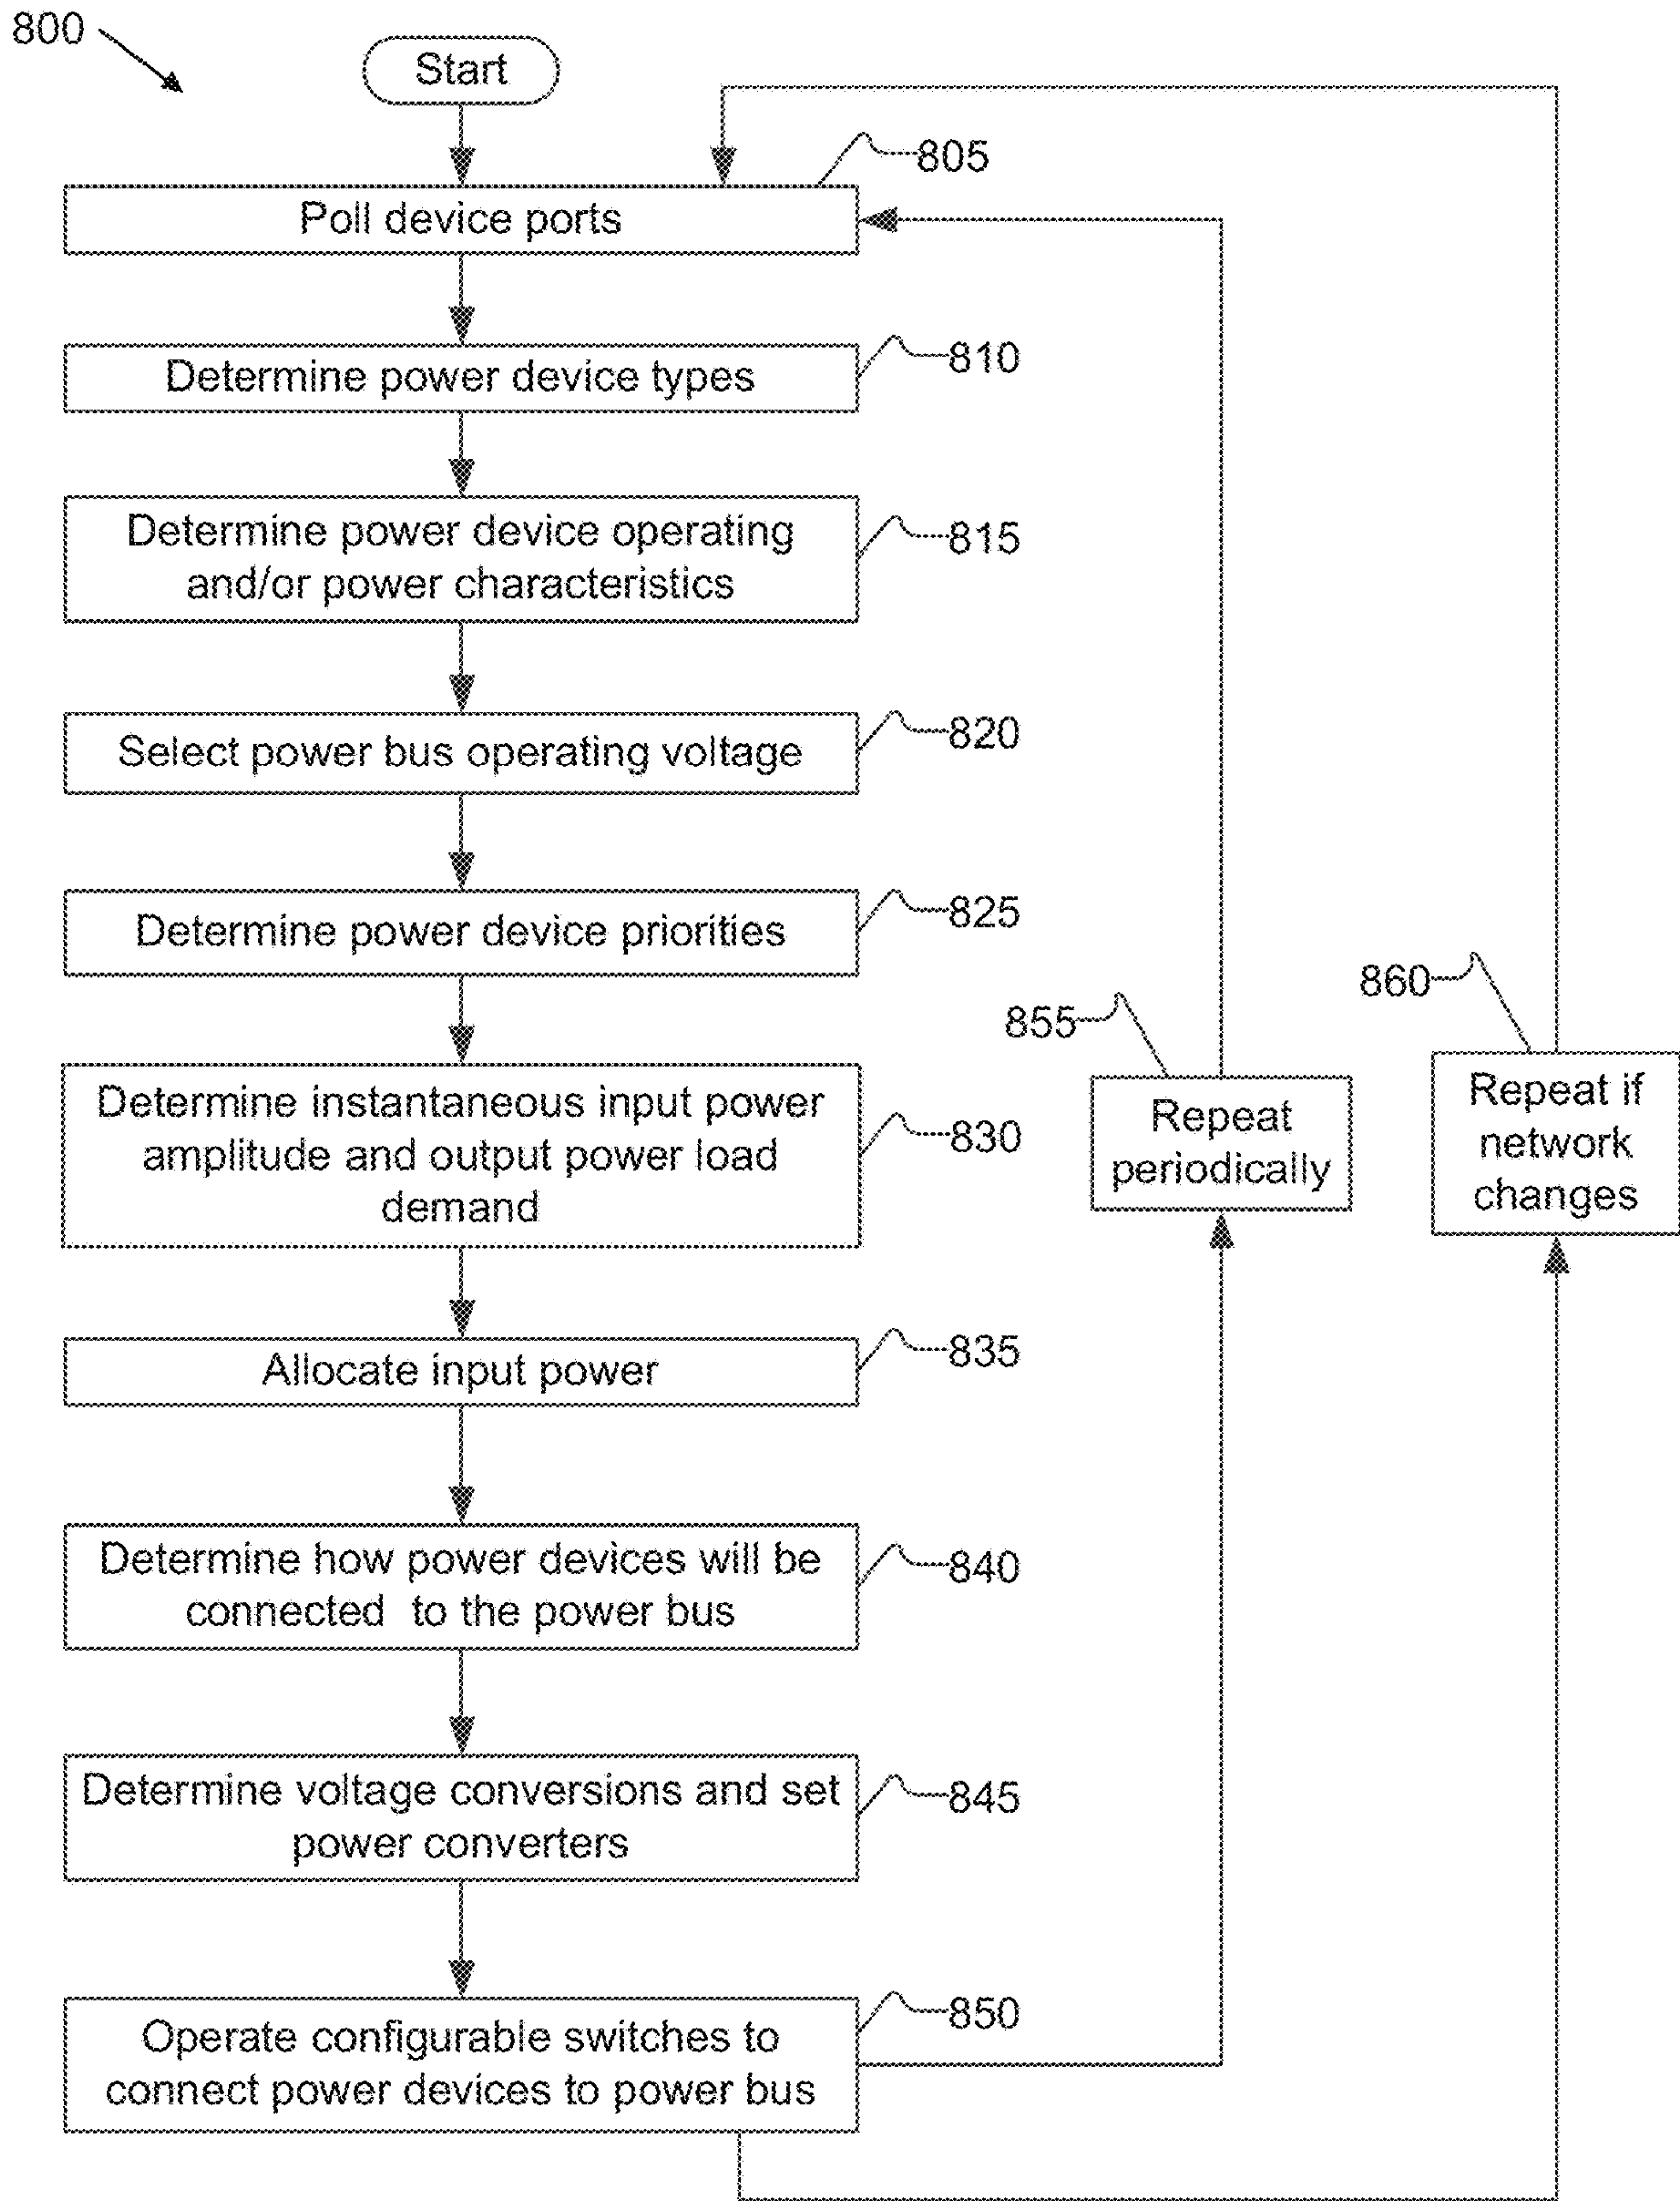 800
Start
805
Poll device ports
810
Determine power device types
Determine power device operating
and/or power characteristics
815
820
Select power bus operating voltage
825
Determine power device priorities
Determine instantaneous input power
amplitude and output power load
demand
830
855
Repeat
periodically
860
Repeat if
network
changes
835
Allocate input power
Determine how power devices will be
connected to the power bus
840
Determine voltage conversions and set
power converters
845
850
Operate configurable switches to
connect power devices to power bus